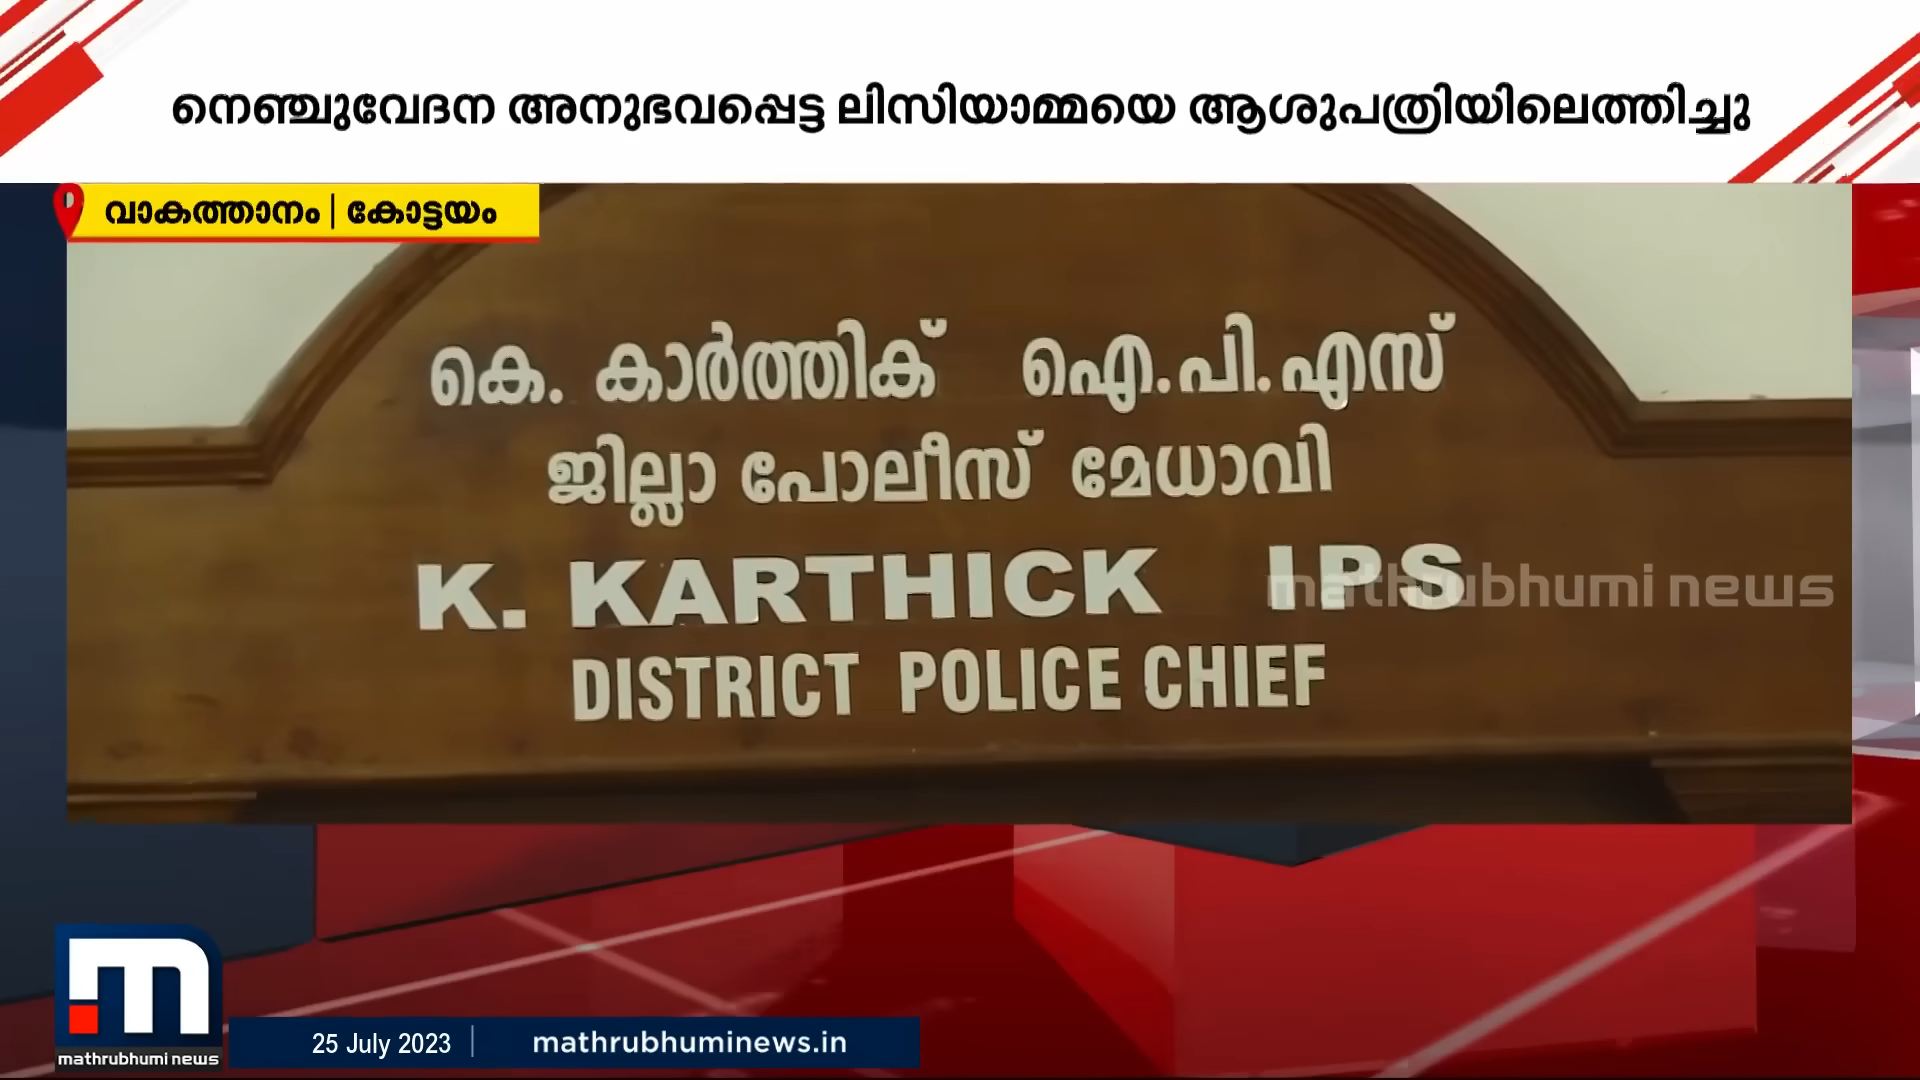 നെഞ്ചുവേദന അനുഭവപ്പെട്ട ലിസിയാമ്മയെ ആശുപത്രിയിലെത്തിച്ചു
വാകത്താനം | കോട്ടയം
കെ. കാർത്തിക് ഐ.പി.എസ്
ജില്ലാ പോലീസ് മേധാവി
K. KARTHICK IPS
mathrubhumi news
DISTRICT POLICE CHIEF
25 July 2023 | mathrubhuminews.in
mathrubhumi news